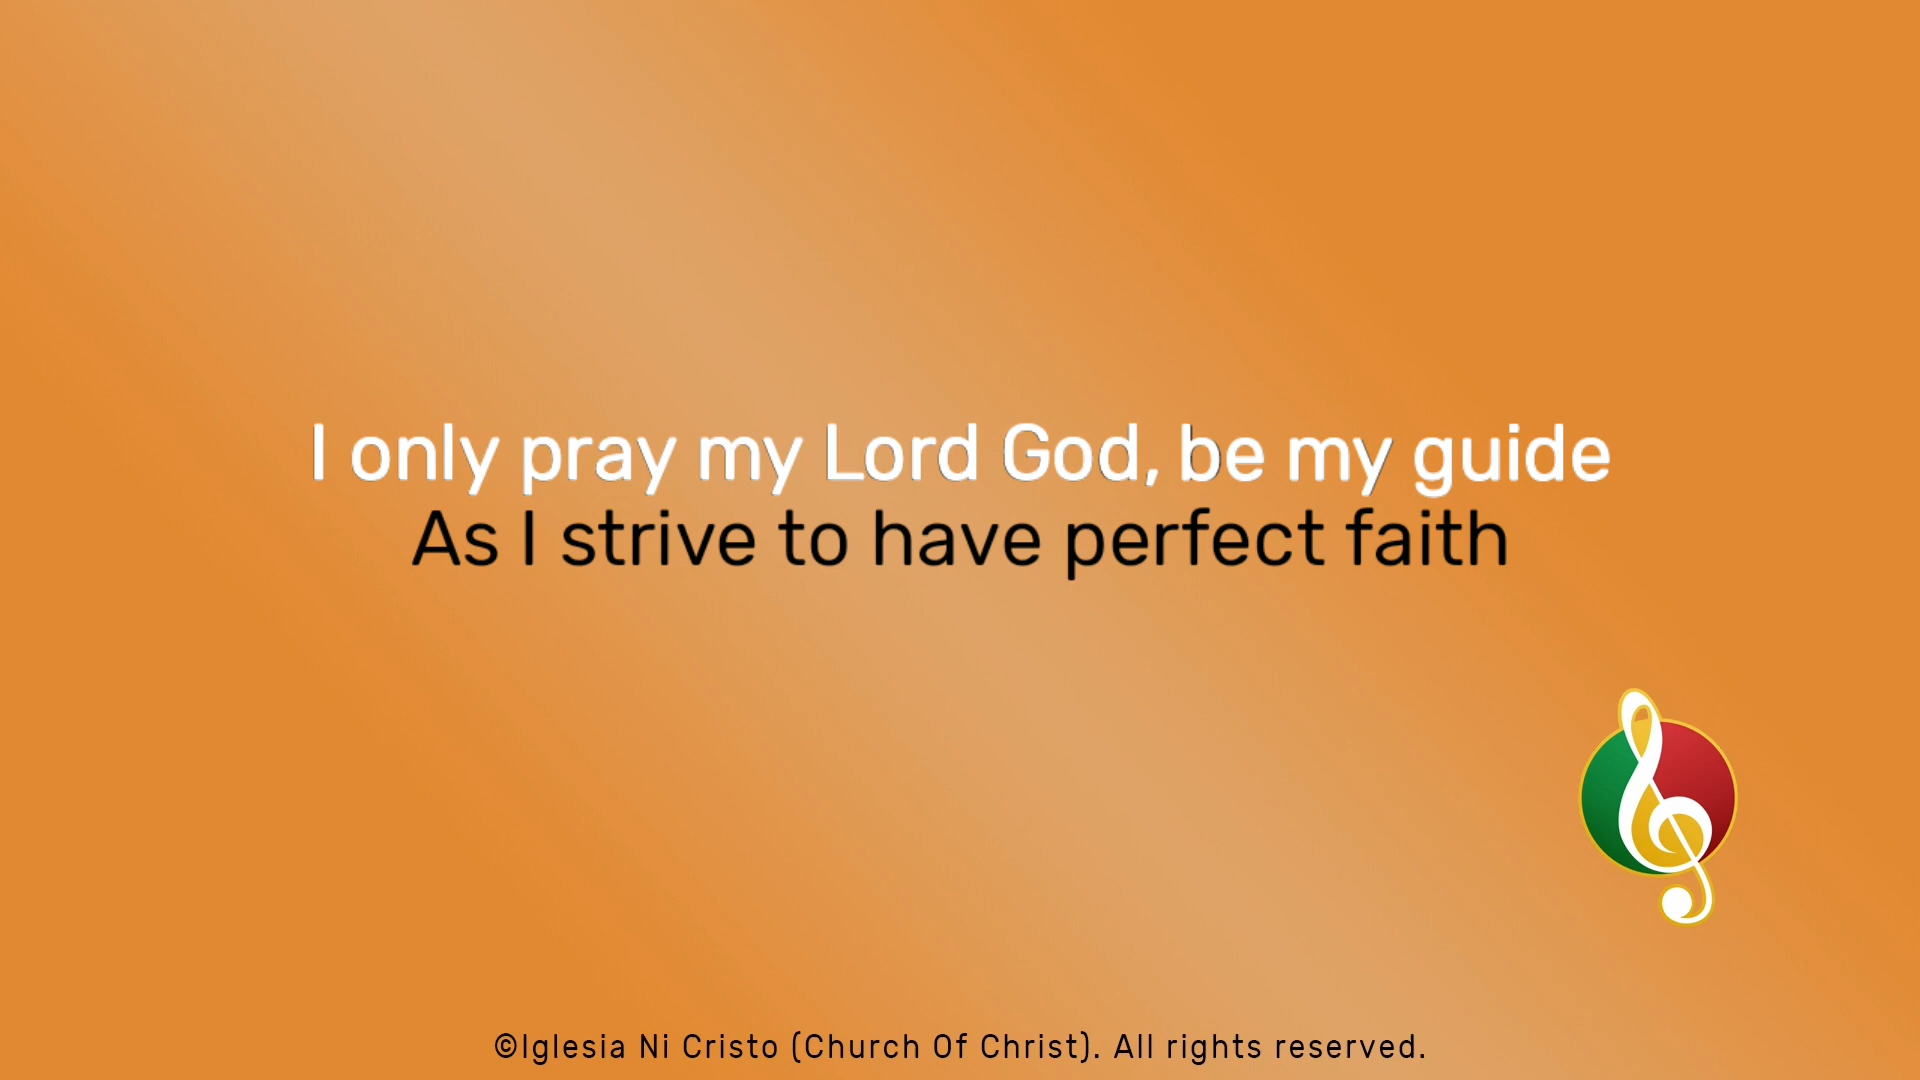 I only pray my Lord God, be my guide
As I strive to have perfect faith
©Iglesia Ni Cristo (Church Of Christ). All rights reserved.